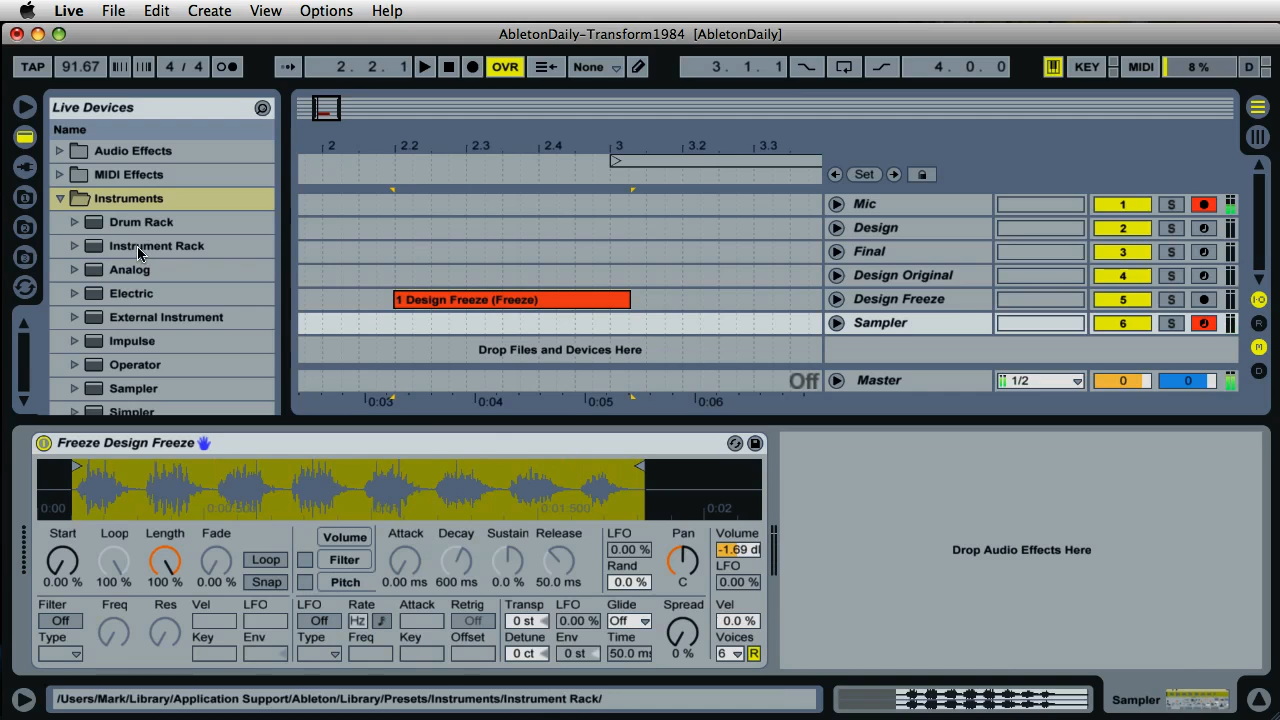 Live File Edit Create View Options Help
AbletonDaily-Transform1984 [AbletonDaily]
TAP 91.67 4 / 4 2. 2. 1 OVR None 3. 1. 1 4. 0. 0 KEY MIDI 8 % D
Live Devices
Name
Audio Effects
MIDI Effects
Instruments
Drum Rack
Instrument Rack
Analog
Electric
External Instrument
Impulse
Operator
Sampler
Simpler
2 2.2 2.3 2.4 3 3.2 3.3
Set
Mic 1 S
Design 2 S
Final 3 S
Design Original 4 S
1 Design Freeze (Freeze) Design Freeze 5 S
Sampler 6 S
Drop Files and Devices Here
Off Master 1/2 0 0
0:03 0:04 0:05 0:06
Freeze Design Freeze
0:00 0:01.500 0:02
Start Loop Length Fade Volume Attack Decay Sustain Release LFO Pan Volume
0.00 % -1.69 dB
Loop Filter Rand LFO
0.00 % 100 % 100 % 0.00 % Snap Pitch 0.00 ms 600 ms 0.0 % 50.0 ms 0.0 % C 0.00 %
Filter Freq Res Vel LFO LFO Rate Attack Retrig Transp LFO Glide Spread Vel
Off Off Hz Off 0 st 0.00 % Off 0.0 %
Type Key Env Type Freq Key Offset Detune Env Time Voices
0 ct 0 st 50.0 ms 0 % 6 R
Drop Audio Effects Here
/Users/Mark/Library/Application Support/Ableton/Library/Presets/Instruments/Instrument Rack/
Sampler